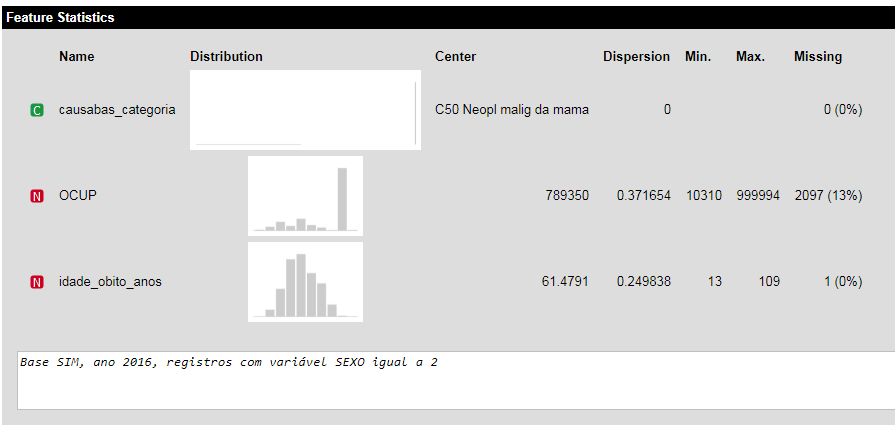 Feature Statistics
Name Distribution Center Dispersion Min. Max. Missing
C causabas_categoria C50 Neopl malig da mama 0 0 (0%)
N OCUP 789350 0.371654 10310 999994 2097 (13%)
N idade_obito_anos 61.4791 0.249838 13 109 1 (0%)
Base SIM, ano 2016, registros com variável SEXO igual a 2